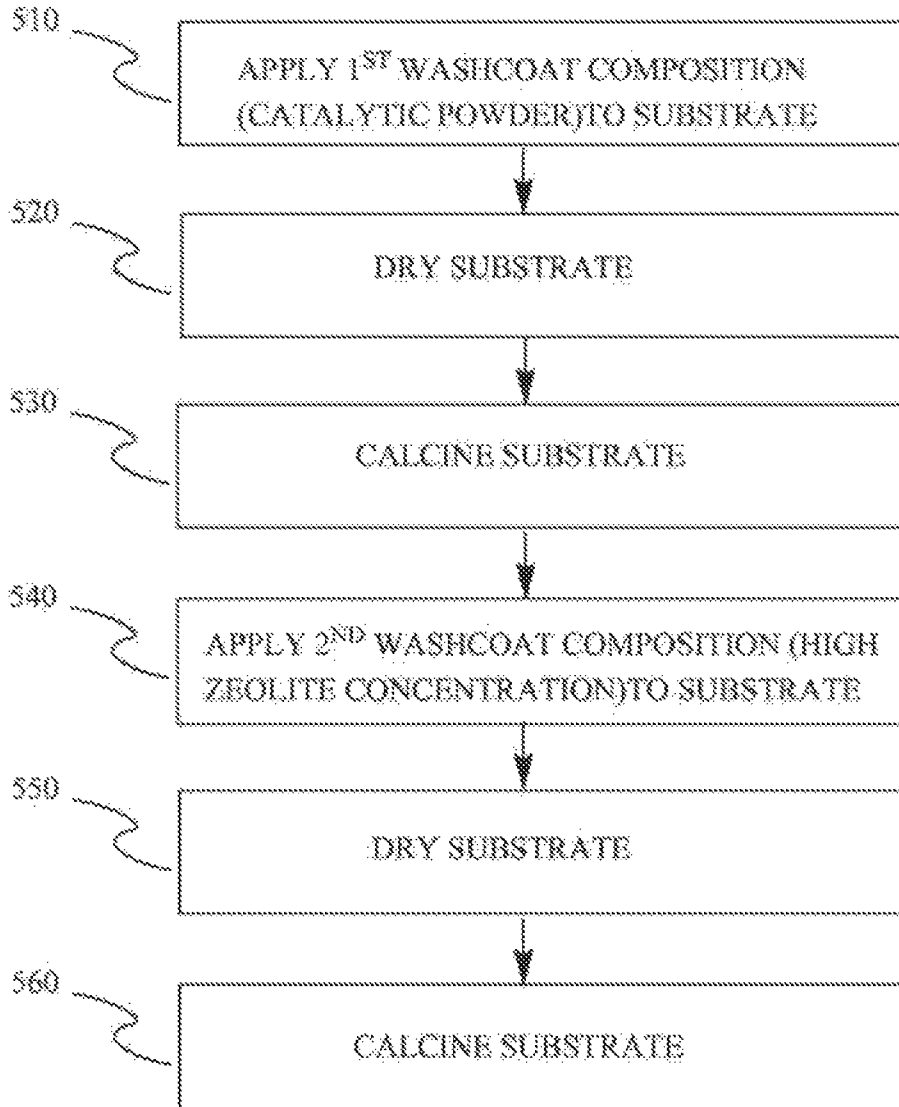 510
APPLY 1ST WASHCOAT COMPOSITION
(CATALYTIC POWDER)TO SUBSTRATE
520
DRY SUBSTRATE
530
CALCINE SUBSTRATE
540
APPLY 2ND WASHCOAT COMPOSITION (HIGH
ZEOLITE CONCENTRATION)TO SUBSTRATE
550
DRY SUBSTRATE
560
CALCINE SUBSTRATE